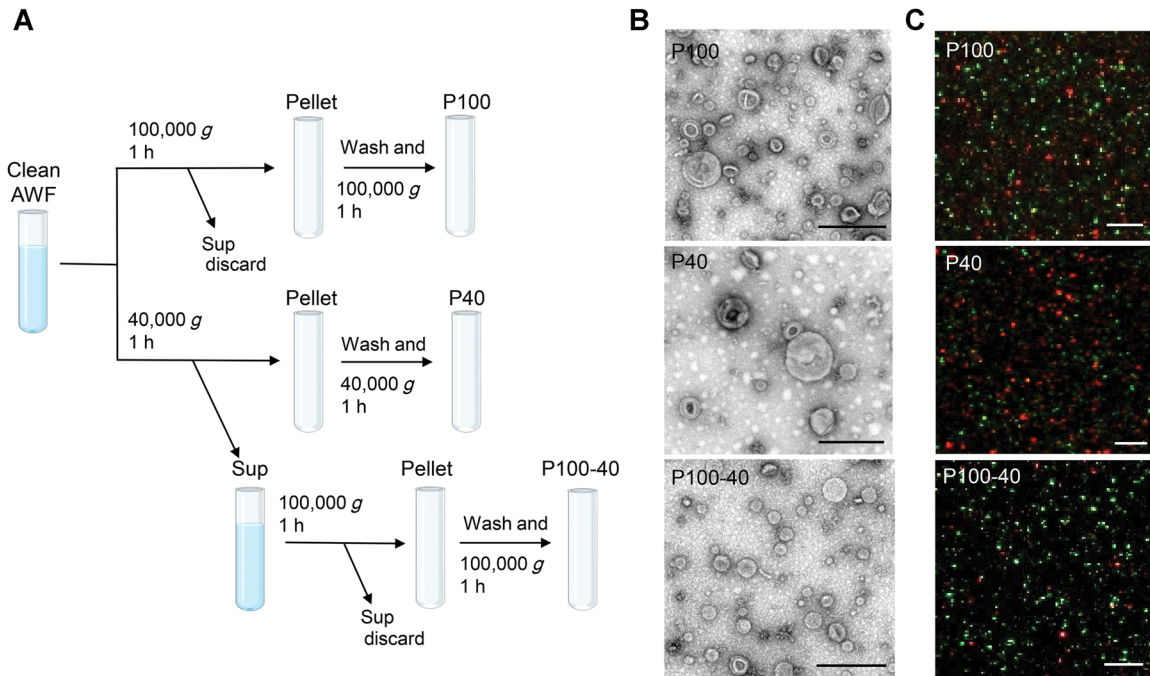 A
Clean
AWF
100,000 g
1 h
Sup
discard
Pellet
Wash and
100,000 g
1 h
P100
40,000 g
1 h
Pellet
Wash and
40,000 g
1 h
P40
Sup
100,000 g
1 h
Sup
discard
Pellet
Wash and
100,000 g
1 h
P100-40
B
P100
P40
P100-40
C
P100
P40
P100-40